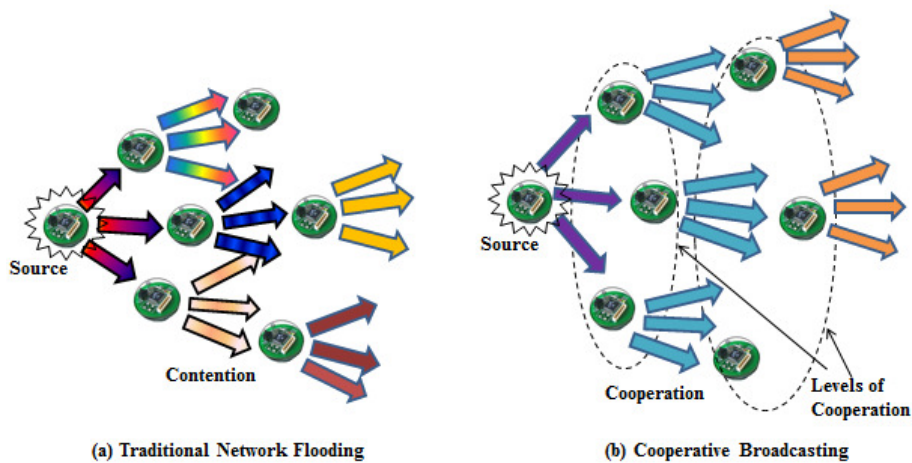 Source
Contention
(a) Traditional Network Flooding
Source
Cooperation
Levels of
Cooperation
(b) Cooperative Broadcasting